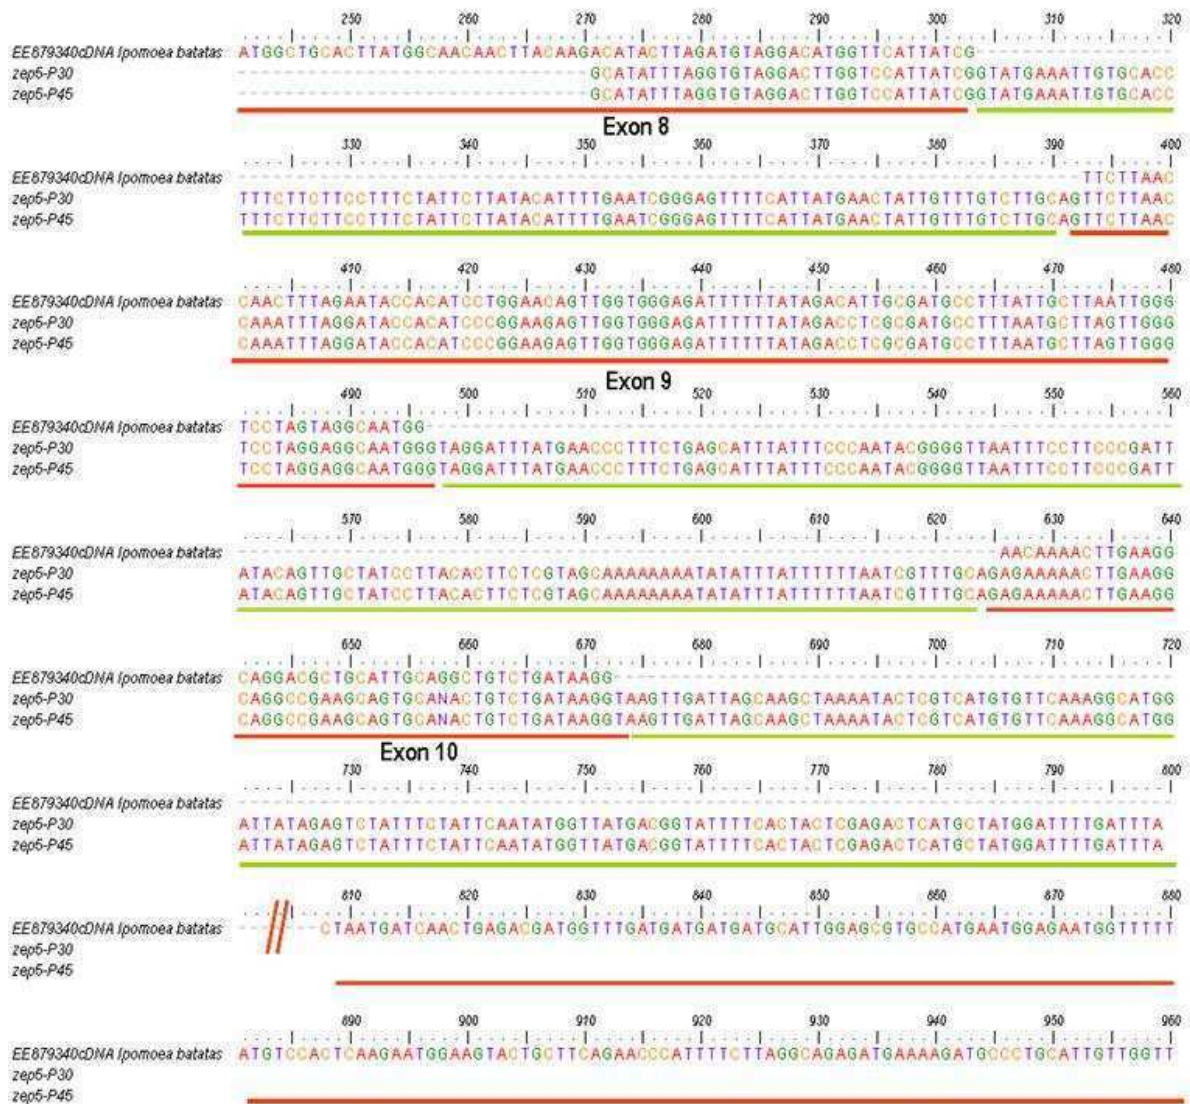 250 260 270 280 290 300 310 320
EE879340cDNA Ipomoea batatas ATGGCTGCACTTATGGCAACAACTTACAAGACATACTTAGATGTAGGACATGGTTCATTATCG-----------------
zep5-P30 ------------------------------GCATATTTAGGTGTAGGACTTGGTCCATTATCGGTATGAAATTGTGCACC
zep5-P45 ------------------------------GCATATTTAGGTGTAGGACTTGGTCCATTATCGGTATGAAATTGTGCACC
Exon 8
330 340 350 360 370 380 390 400
EE879340cDNA Ipomoea batatas ------------------------------------------------------------------------TTCTTAAC
zep5-P30 TTTCTTCTTCCTTTCTATTCTTATACATTTTGAATCGGGAGTTTTCATTATGAACTATTGTTTGTCTTGCAGTTCTTAAC
zep5-P45 TTTCTTCTTCCTTTCTATTCTTATACATTTTGAATCGGGAGTTTTCATTATGAACTATTGTTTGTCTTGCAGTTCTTAAC
410 420 430 440 450 460 470 480
EE879340cDNA Ipomoea batatas CAACTTTAGAATACCACATCCTGGAACAGTTGGTGGGAGATTTTTTATAGACATTGCGATGCCTTTATTGCTTAATTGGG
zep5-P30 CAAATTTAGGATACCACATCCCGGAAGAGTTGGTGGGAGATTTTTTATAGACCTCGCGATGCCTTTAATGCTTAGTTGGG
zep5-P45 CAAATTTAGGATACCACATCCCGGAAGAGTTGGTGGGAGATTTTTTATAGACCTCGCGATGCCTTTAATGCTTAGTTGGG
Exon 9
490 500 510 520 530 540 550 560
EE879340cDNA Ipomoea batatas TCCTAGTAGGCAATGG----------------------------------------------------------------
zep5-P30 TCCTAGGAGGCAATGGGTAGGATTTATGAACCCTTTCTGAGCATTTATTTCCCAATACGGGGTTAATTTCCTTCCCGATT
zep5-P45 TCCTAGGAGGCAATGGGTAGGATTTATGAACCCTTTCTGAGCATTTATTTCCCAATACGGGGTTAATTTCCTTCCCGATT
570 580 590 600 610 620 630 640
EE879340cDNA Ipomoea batatas -----------------------------------------------------------------AACAAAACTTGAAGG
zep5-P30 ATACAGTTGCTATCCTTACACTTCTCGTAGCAAAAAAAATATATTTATTTTTTAATCGTTTGCAGAGAAAAACTTGAAGG
zep5-P45 ATACAGTTGCTATCCTTACACTTCTCGTAGCAAAAAAAATATATTTATTTTTTAATCGTTTGCAGAGAAAAACTTGAAGG
650 660 670 680 690 700 710 720
EE879340cDNA Ipomoea batatas CAGGACGCTGCATTGCAGGCTGTCTGATAAGG------------------------------------------------
zep5-P30 CAGGCCGAAGCAGTGCANACTGTCTGATAAGGTAAGTTGATTAGCAAGCTAAAATACTCGTCATGTGTTCAAAGGCATGG
zep5-P45 CAGGCCGAAGCAGTGCANACTGTCTGATAAGGTAAGTTGATTAGCAAGCTAAAATACTCGTCATGTGTTCAAAGGCATGG
Exon 10
730 740 750 760 770 780 790 800
EE879340cDNA Ipomoea batatas --------------------------------------------------------------------------------
zep5-P30 ATTATAGAGTCTATTTCTATTCAATATGGTTATGACGGTATTTTCACTACTCGAGACTCATGCTATGGATTTTGATTTA
zep5-P45 ATTATAGAGTCTATTTCTATTCAATATGGTTATGACGGTATTTTCACTACTCGAGACTCATGCTATGGATTTTGATTTA
810 820 830 840 850 860 870 880
EE879340cDNA Ipomoea batatas -------CTAATGATCAACTGAGACGATGGTTTGATGATGATGATGCATTGGAGCGTGCCATGAATGGAGAATGGTTTTT
zep5-P30
zep5-P45
890 900 910 920 930 940 950 960
EE879340cDNA Ipomoea batatas ATGTCCACTCAAGAATGGAAGTACTGCTTCAGAACCCATTTTCTTAGGCAGAGATGAAAAGATGCCCTGCATTGTTGGTT
zep5-P30
zep5-P45